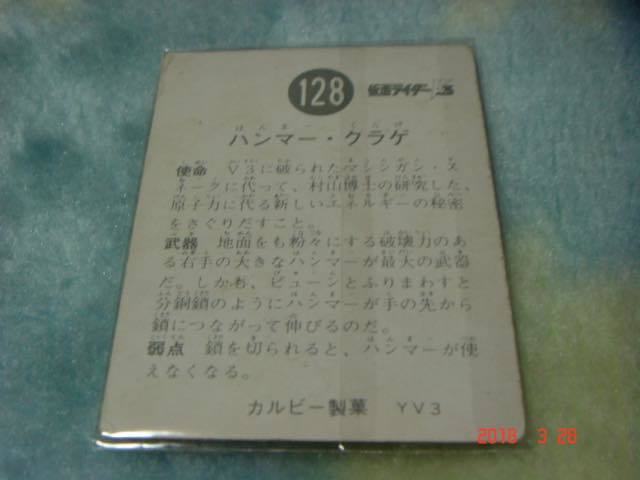 128
仮面ライダーV3
ハンマー・クラゲ
使命 V3に破られたマシンガン・ス
ネークに代って、村山博士の研究した、
原子力に代る新しいエネルギーの秘密
をさぐりだすこと。
武器 地面をも粉々にする破壊力のあ
る右手の大きなハンマーが最大の武器
だ。しかも、ビューンとふりまわすと
分銅鎖のようにハンマーが手の先から
鎖につながって伸びるのだ。
弱点 鎖を切られると、ハンマーが使
えなくなる。
カルビー製菓 YV3
2018 3 28